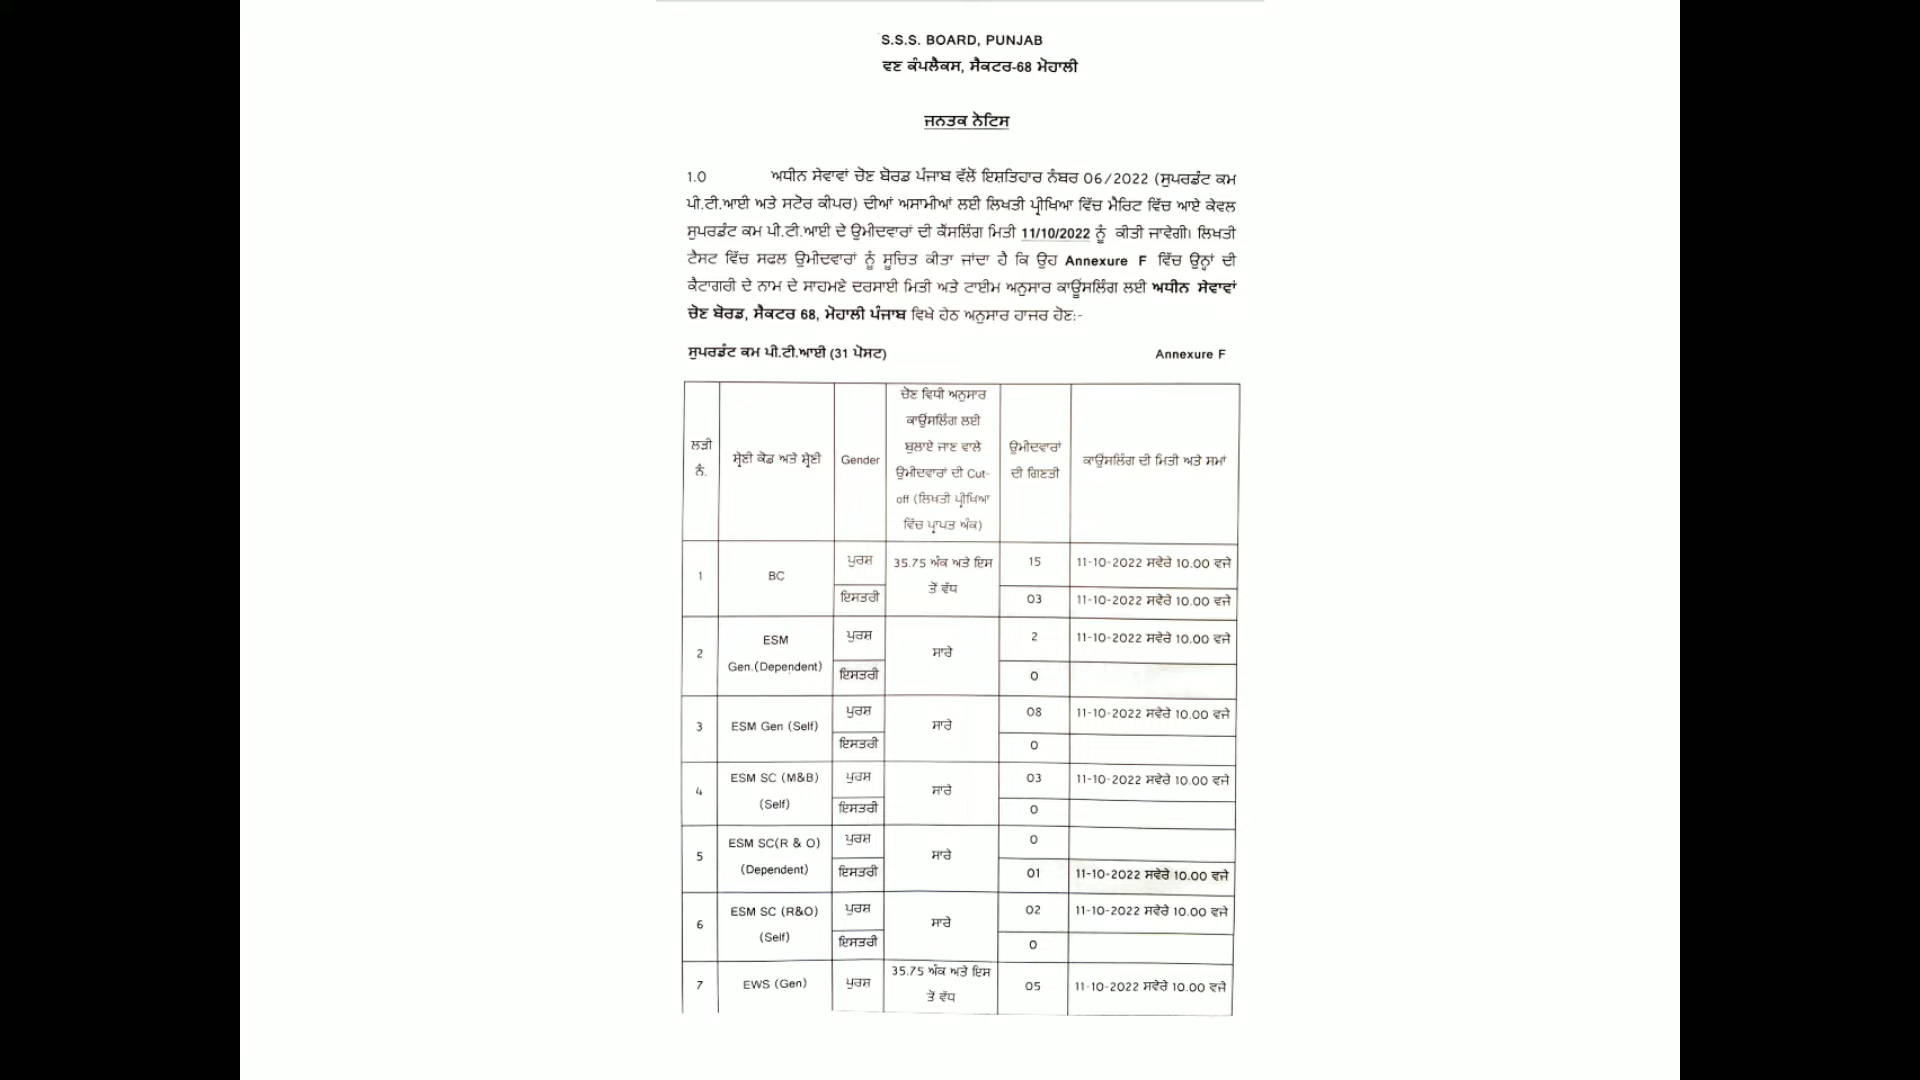 S.S.S. BOARD, PUNJAB
ਵਣ ਕੰਪਲੈਕਸ, ਸੈਕਟਰ-68 ਮੋਹਾਲੀ
ਜਨਤਕ ਨੋਟਿਸ
1.0 ਅਧੀਨ ਸੇਵਾਵਾਂ ਚੋਣ ਬੋਰਡ ਪੰਜਾਬ ਵੱਲੋਂ ਇਸ਼ਤਿਹਾਰ ਨੰਬਰ 06/2022 (ਸੁਪਰਡੰਟ ਕਮ
ਪੀ.ਟੀ.ਆਈ ਅਤੇ ਸਟੋਰ ਕੀਪਰ) ਦੀਆਂ ਅਸਾਮੀਆਂ ਲਈ ਲਿਖਤੀ ਪ੍ਰੀਖਿਆ ਵਿੱਚ ਮੈਰਿਟ ਵਿੱਚ ਆਏ ਕੇਵਲ
ਸੁਪਰਡੰਟ ਕਮ ਪੀ.ਟੀ.ਆਈ ਦੇ ਉਮੀਦਵਾਰਾਂ ਦੀ ਕੌਂਸਲਿੰਗ ਮਿਤੀ 11/10/2022 ਨੂੰ ਕੀਤੀ ਜਾਵੇਗੀ। ਲਿਖਤੀ
ਟੈਸਟ ਵਿੱਚ ਸਫਲ ਉਮੀਦਵਾਰਾਂ ਨੂੰ ਸੂਚਿਤ ਕੀਤਾ ਜਾਂਦਾ ਹੈ ਕਿ ਉਹ Annexure F ਵਿੱਚ ਉਨ੍ਹਾਂ ਦੀ
ਕੈਟਾਗਰੀ ਦੇ ਨਾਮ ਦੇ ਸਾਹਮਣੇ ਦਰਸਾਈ ਮਿਤੀ ਅਤੇ ਟਾਈਮ ਅਨੁਸਾਰ ਕਾਊਂਸਲਿੰਗ ਲਈ ਅਧੀਨ ਸੇਵਾਵਾਂ
ਚੋਣ ਬੋਰਡ, ਸੈਕਟਰ 68, ਮੋਹਾਲੀ ਪੰਜਾਬ ਵਿਖੇ ਹੇਠ ਅਨੁਸਾਰ ਹਾਜਰ ਹੋਣ:-
ਸੁਪਰਡੰਟ ਕਮ ਪੀ.ਟੀ.ਆਈ (31 ਪੋਸਟ) Annexure F
ਲੜੀ ਨੰ. ਸ਼੍ਰੇਣੀ ਕੋਡ ਅਤੇ ਸ਼੍ਰੇਣੀ Gender
ਚੋਣ ਵਿਧੀ ਅਨੁਸਾਰ
ਕਾਉਂਸਲਿੰਗ ਲਈ
ਬੁਲਾਏ ਜਾਣ ਵਾਲੇ
ਉਮੀਦਵਾਰਾਂ ਦੀ Cut-
off (ਲਿਖਤੀ ਪ੍ਰੀਖਿਆ
ਵਿੱਚ ਪ੍ਰਾਪਤ ਅੰਕ)
ਉਮੀਦਵਾਰਾਂ
ਦੀ ਗਿਣਤੀ
ਕਾਉਂਸਲਿੰਗ ਦੀ ਮਿਤੀ ਅਤੇ ਸਮਾਂ
1 BC ਪੁਰਸ਼ 35.75 ਅੰਕ ਅਤੇ ਇਸ ਤੋਂ ਵੱਧ 15 11-10-2022 ਸਵੇਰੇ 10.00 ਵਜੇ
ਇਸਤਰੀ 03 11-10-2022 ਸਵੇਰੇ 10.00 ਵਜੇ
2 ESM Gen.(Dependent) ਪੁਰਸ਼ ਸਾਰੇ 2 11-10-2022 ਸਵੇਰੇ 10.00 ਵਜੇ
ਇਸਤਰੀ 0
3 ESM Gen (Self) ਪੁਰਸ਼ ਸਾਰੇ 08 11-10-2022 ਸਵੇਰੇ 10.00 ਵਜੇ
ਇਸਤਰੀ 0
4 ESM SC (M&B) (Self) ਪੁਰਸ਼ ਸਾਰੇ 03 11-10-2022 ਸਵੇਰੇ 10.00 ਵਜੇ
ਇਸਤਰੀ 0
5 ESM SC(R & O) (Dependent) ਪੁਰਸ਼ ਸਾਰੇ 0
ਇਸਤਰੀ 01 11-10-2022 ਸਵੇਰੇ 10.00 ਵਜੇ
6 ESM SC (R&O) (Self) ਪੁਰਸ਼ ਸਾਰੇ 02 11-10-2022 ਸਵੇਰੇ 10.00 ਵਜੇ
ਇਸਤਰੀ 0
7 EWS (Gen) ਪੁਰਸ਼ 35.75 ਅੰਕ ਅਤੇ ਇਸ ਤੋਂ ਵੱਧ 05 11-10-2022 ਸਵੇਰੇ 10.00 ਵਜੇ